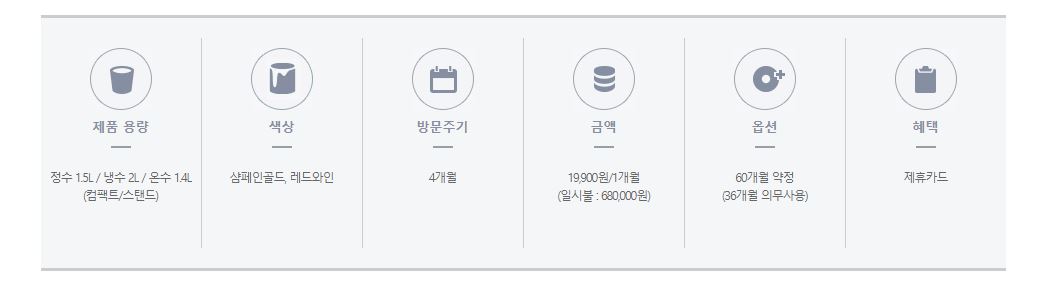 제품 용량
정수 1.5L / 냉수 2L / 온수 1.4L
(컴팩트/스탠드)
색상
샴페인골드, 레드와인
방문주기
4개월
금액
19,900원/1개월
(일시불 : 680,000원)
옵션
60개월 약정
(36개월 의무사용)
혜택
제휴카드